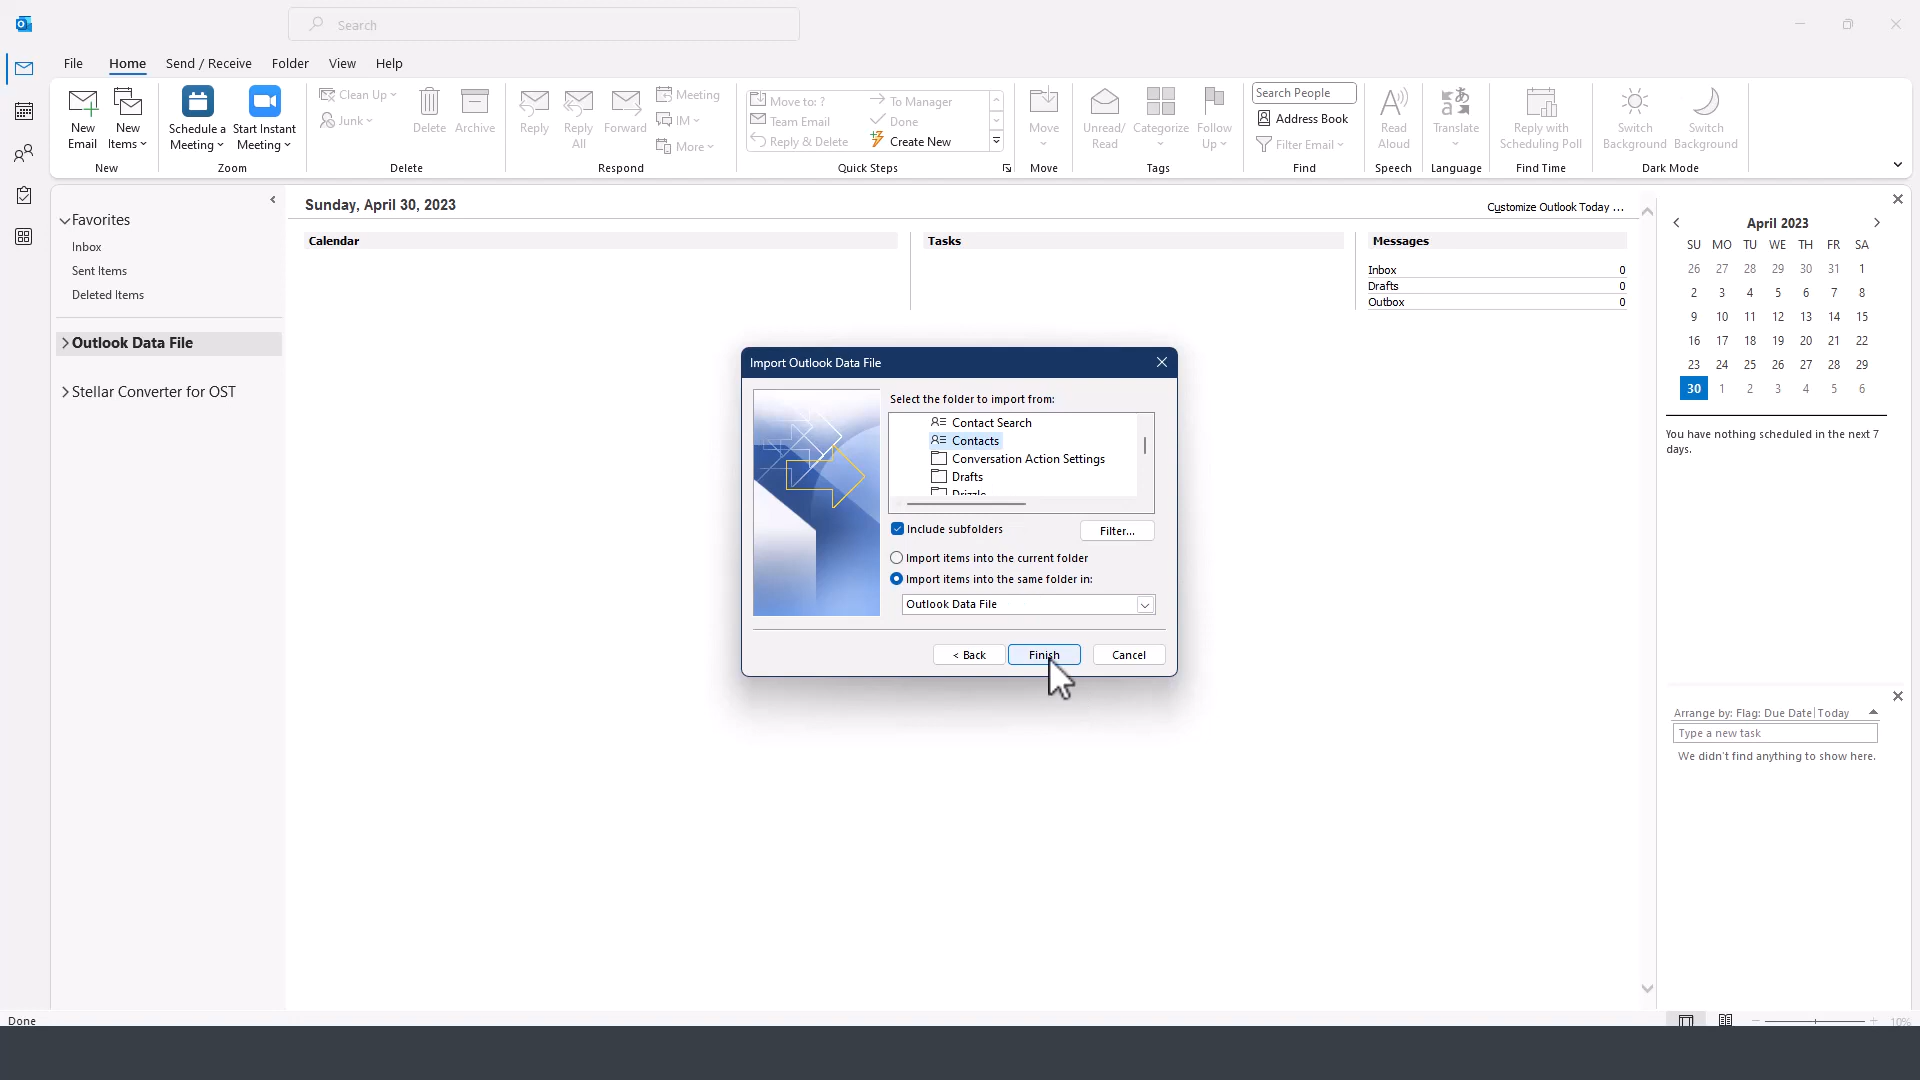 Search
File Home Send / Receive Folder View Help
New Email
New Items
New
Schedule a Meeting
Start Instant Meeting
Zoom
Clean Up
Junk
Delete
Archive
Delete
Reply
Reply All
Forward
Meeting
IM
More
Respond
Move to: ?
Team Email
Reply & Delete
To Manager
Done
Create New
Quick Steps
Move
Move
Unread/ Read
Categorize
Follow Up
Tags
Search People
Address Book
Filter Email
Find
Read Aloud
Speech
Translate
Language
Reply with Scheduling Poll
Find Time
Switch Background
Switch Background
Dark Mode
Favorites
Inbox
Sent Items
Deleted Items
Outlook Data File
Stellar Converter for OST
Sunday, April 30, 2023
Customize Outlook Today ...
Calendar
Tasks
Messages
Inbox 0
Drafts 0
Outbox 0
Import Outlook Data File
Select the folder to import from:
Contact Search
Contacts
Conversation Action Settings
Drafts
Drizzle
Include subfolders
Filter...
Import items into the current folder
Import items into the same folder in:
Outlook Data File
< Back
Finish
Cancel
April 2023
SU MO TU WE TH FR SA
26 27 28 29 30 31 1
2 3 4 5 6 7 8
9 10 11 12 13 14 15
16 17 18 19 20 21 22
23 24 25 26 27 28 29
30 1 2 3 4 5 6
You have nothing scheduled in the next 7
days.
Arrange by: Flag: Due Date Today
Type a new task
We didn't find anything to show here.
Done
10%